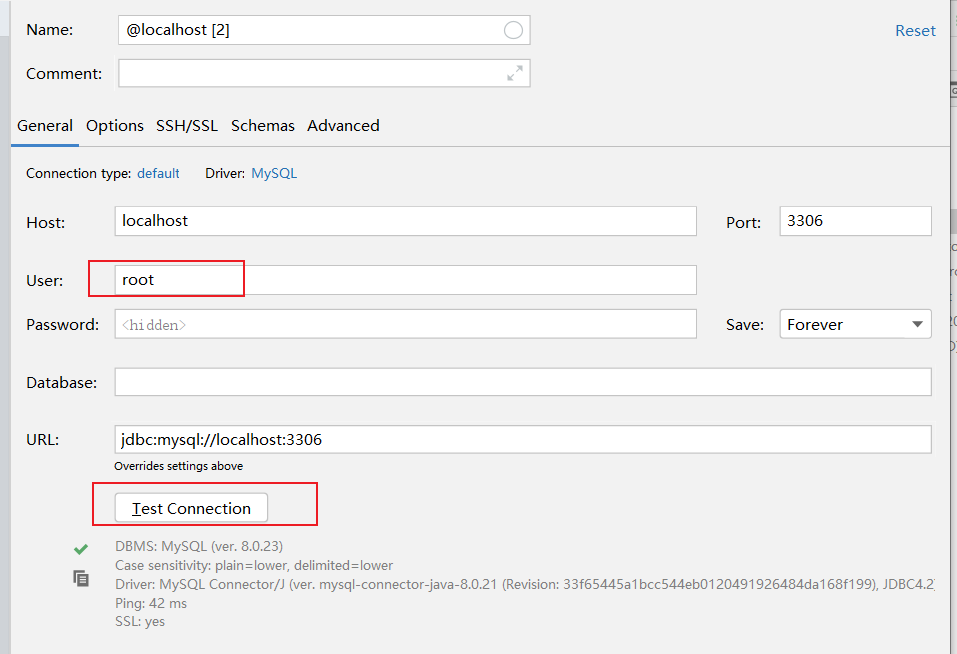 Name: @localhost [2]
Reset
Comment:
General Options SSH/SSL Schemas Advanced
Connection type: default Driver: MySQL
Host: localhost Port: 3306
User: root
Password: <hidden> Save: Forever
Database:
URL: jdbc:mysql://localhost:3306
Overrides settings above
Test Connection
DBMS: MySQL (ver. 8.0.23)
Case sensitivity: plain=lower, delimited=lower
Driver: MySQL Connector/J (ver. mysql-connector-java-8.0.21 (Revision: 33f65445a1bcc544eb0120491926484da168f199), JDBC4.2)
Ping: 42 ms
SSL: yes